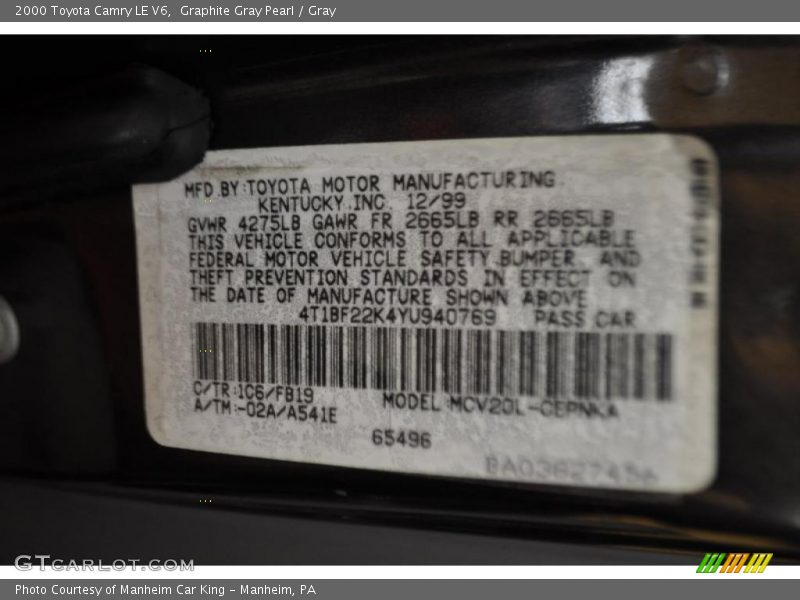 2000 Toyota Camry LE V6,  Graphite Gray Pearl / Gray
MFD.BY:TOYOTA MOTOR MANUFACTURING
KENTUCKY.INC. 12/99
GVWR 4275LB GAWR FR 2665LB RR 2665LB
THIS VEHICLE CONFORMS TO ALL APPLICABLE
FEDERAL MOTOR VEHICLE SAFETY,BUMPER, AND
THEFT PREVENTION STANDARDS IN EFFECT ON
THE DATE OF MANUFACTURE SHOWN ABOVE
4T1BF22K4YU940769 PASS CAR
C/TR:1C6/FB19
A/TM:-02A/A541E
MODEL:MCV20L-CEPNKA
65496
GTCARLOT.COM
Photo Courtesy of Manheim Car King - Manheim, PA